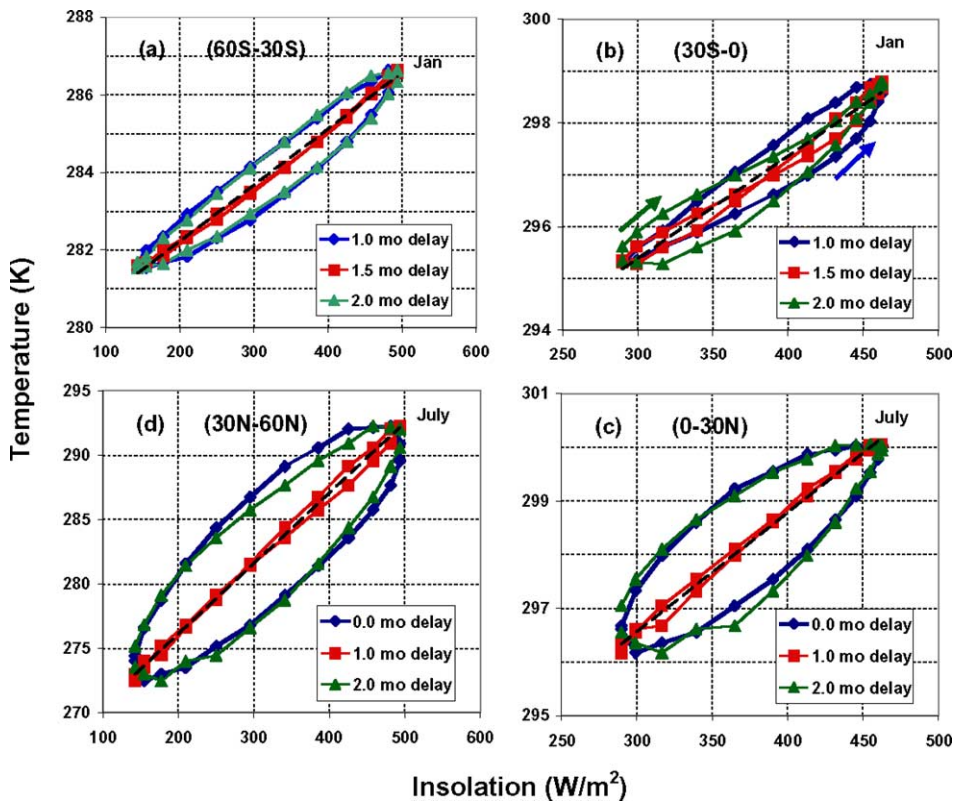 Temperature (K)
(a) (60S-30S)
Jan
288
286
284
282
280
100 200 300 400 500 600
1.0 mo delay
1.5 mo delay
2.0 mo delay
(b) (30S-0)
Jan
300
298
296
294
250 300 350 400 450 500
1.0 mo delay
1.5 mo delay
2.0 mo delay
(d) (30N-60N)
July
295
290
285
280
275
270
100 200 300 400 500 600
0.0 mo delay
1.0 mo delay
2.0 mo delay
(c) (0-30N)
July
301
299
297
295
250 300 350 400 450 500
0.0 mo delay
1.0 mo delay
2.0 mo delay
Insolation (W/m²)